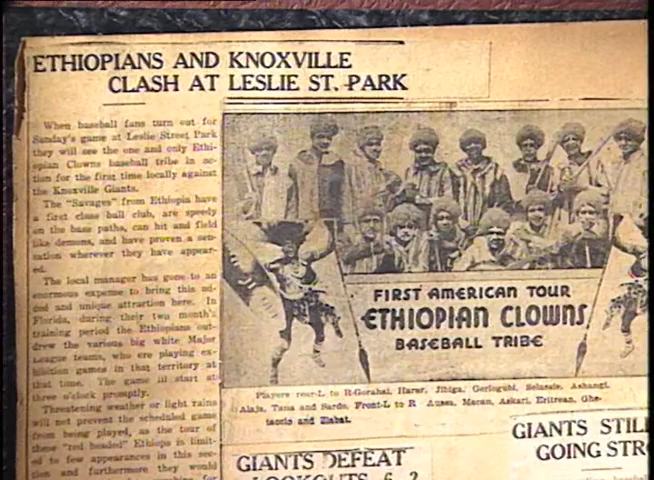 ETHIOPIANS AND KNOXVILLE
CLASH AT LESLIE ST. PARK
When baseball fans turn out for
Sunday's game at Leslie Street Park
they will see the one and only Ethi-
opian Clowns baseball tribe in ac-
tion for the first time locally against
the Knoxville Giants.
The "Savages" from Ethiopia have
a first class ball club, are speedy
on the base paths, can hit and field
like demons, and have proven a sen-
sation wherever they have appear-
ed.
The local manager has gone to an
enormous expense to bring this ad-
ded and unique attraction here. In
Florida, during their two month's
training period the Ethiopians out-
drew the various big white Major
League teams, who ere playing ex-
hibition games in that territory at
that time. The game ill start at
three o'clock promptly.
Threatening weather or light rains
will not prevent the scheduled game
from being played, as the tour of
these "red headed" Ethiops is limit-
ed to few appearances in this sec-
tion and furthermore they would
FIRST AMERICAN TOUR
ETHIOPIAN CLOWNS
BASEBALL TRIBE
Players rear-L to R-Gorahai, Harar, Jibiga, Gerlogubi, Selassie, Ashangi,
Alaja, Tana and Sardo, Front-L to R Aussa, Macan, Askari, Eritrean, Ghe-
GIANTS DEFEAT
LOOKOUTS 6-2
GIANTS STILL
GOING STR